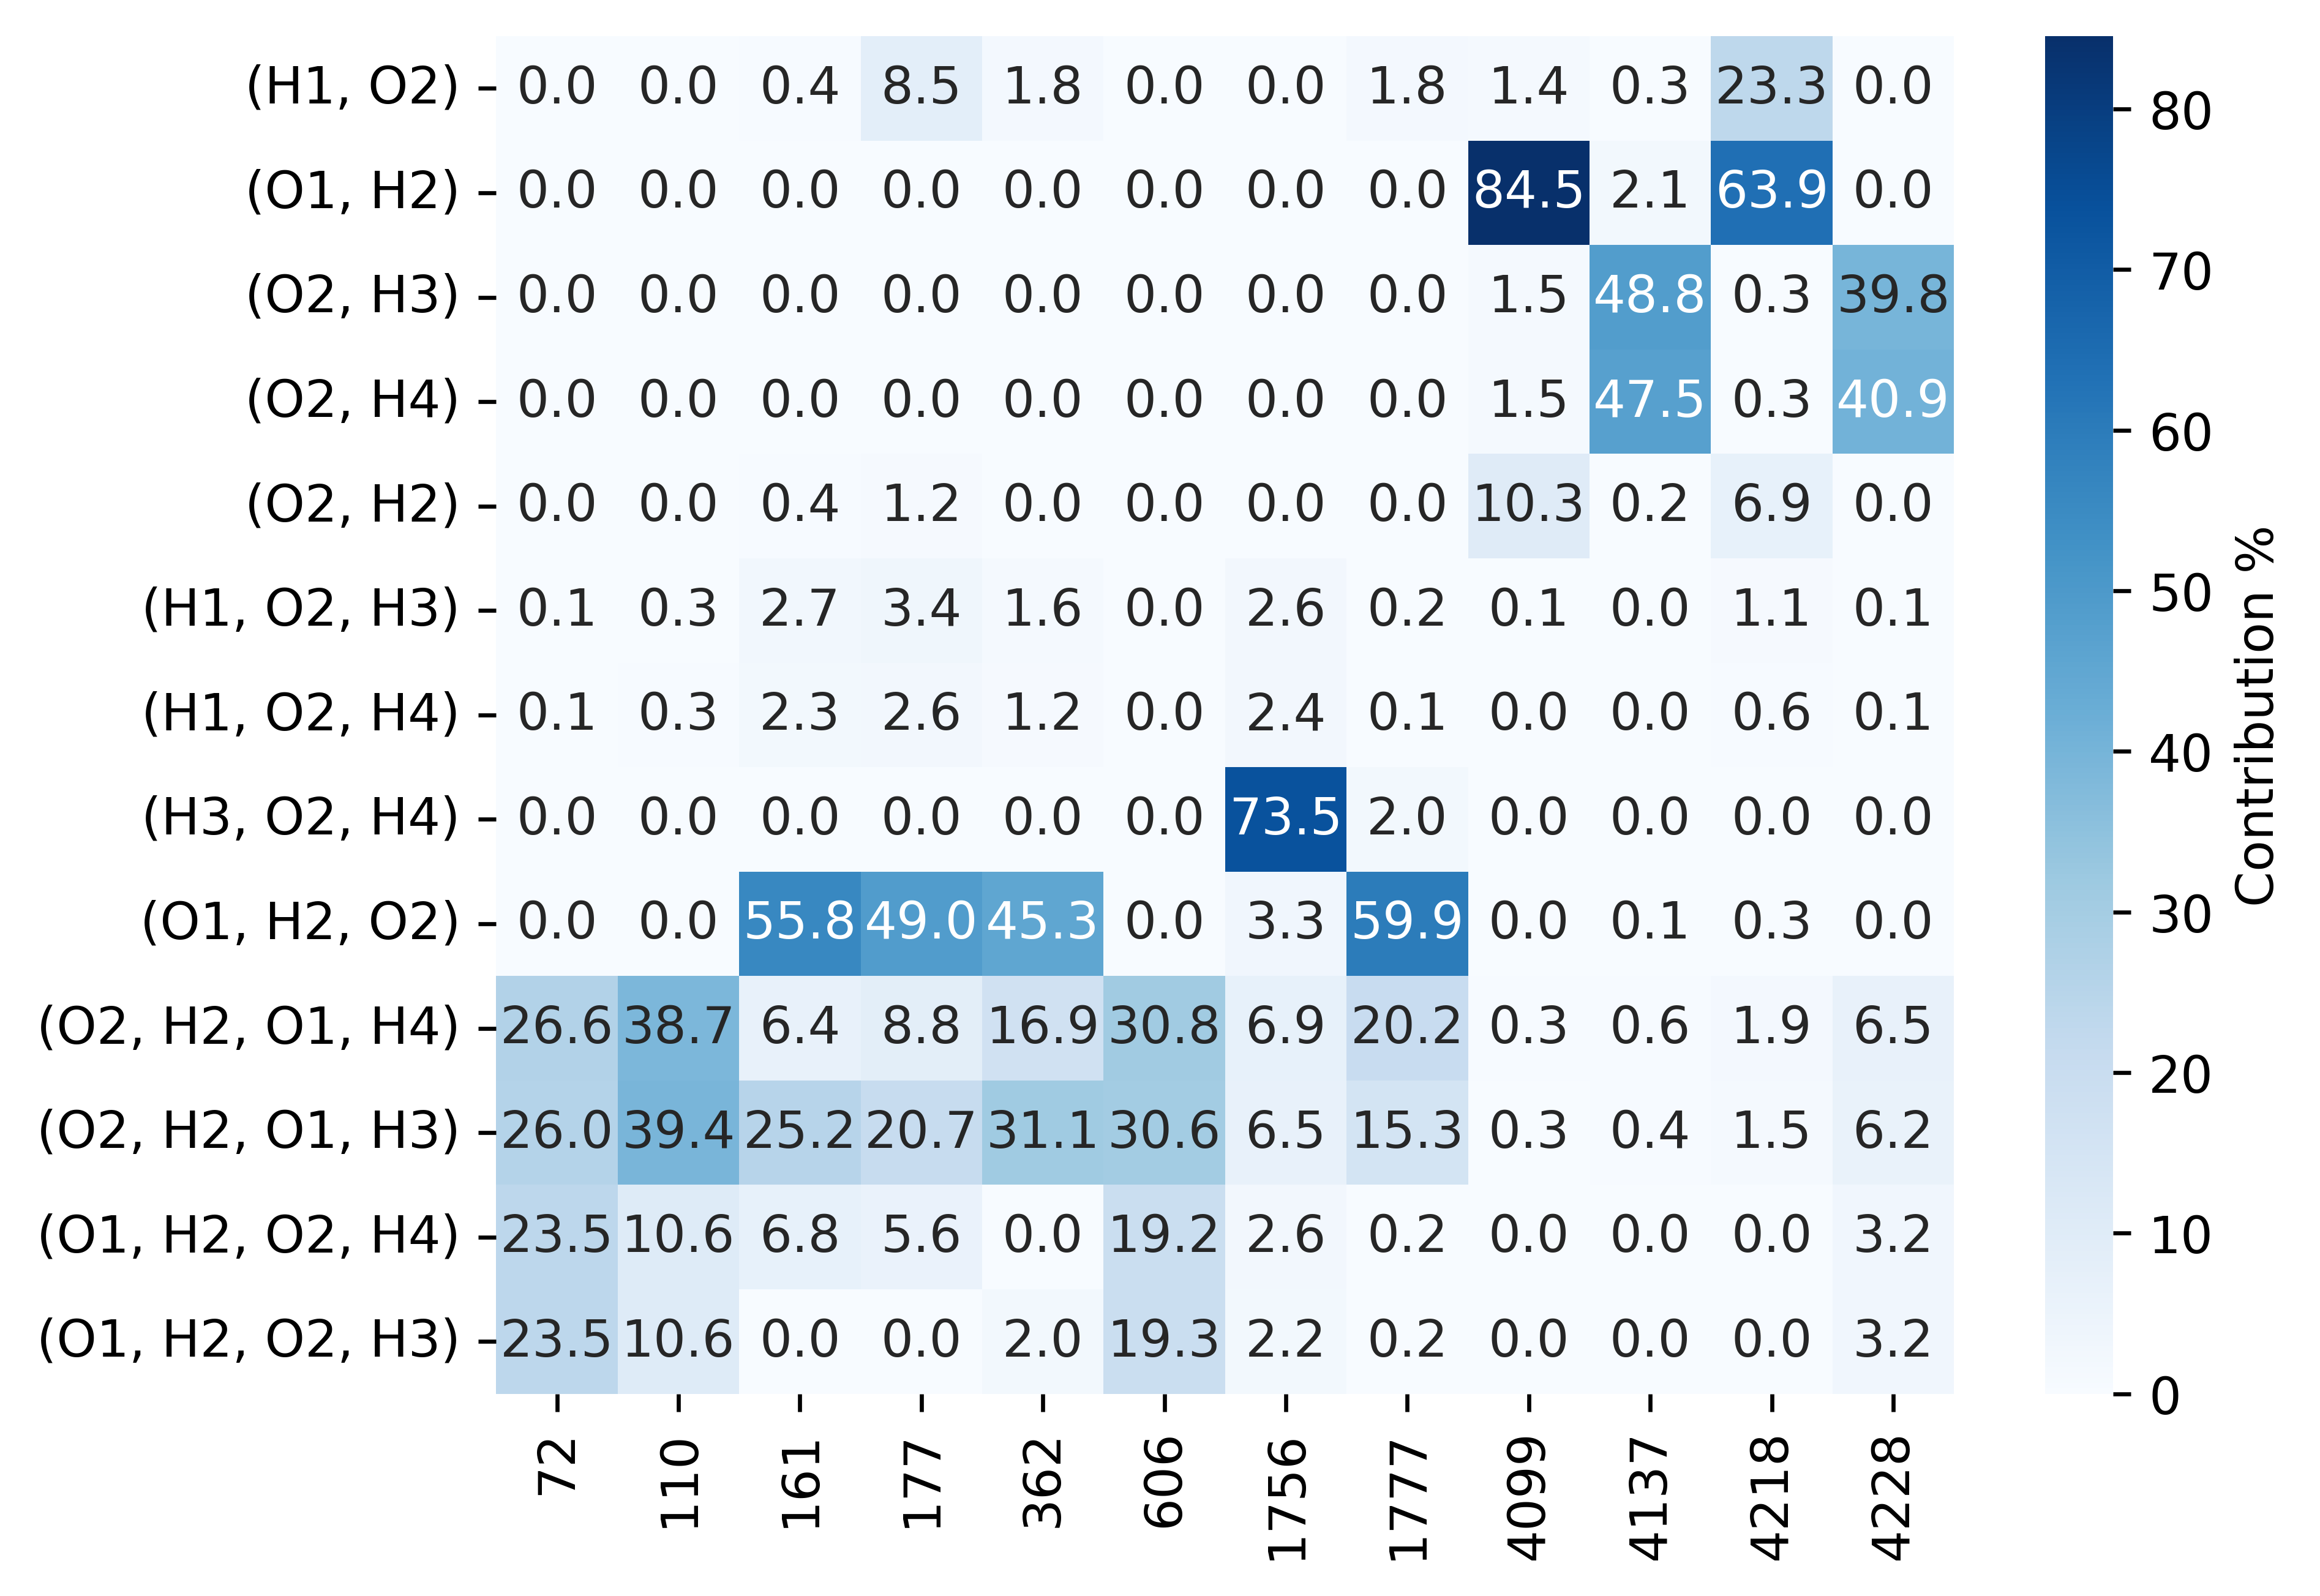 (H1, O2) 0.0 0.0 0.4 8.5 1.8 0.0 0.0 1.8 1.4 0.3 23.3 0.0
(O1, H2) 0.0 0.0 0.0 0.0 0.0 0.0 0.0 0.0 84.5 2.1 63.9 0.0
(O2, H3) 0.0 0.0 0.0 0.0 0.0 0.0 0.0 0.0 1.5 48.8 0.3 39.8
(O2, H4) 0.0 0.0 0.0 0.0 0.0 0.0 0.0 0.0 1.5 47.5 0.3 40.9
(O2, H2) 0.0 0.0 0.4 1.2 0.0 0.0 0.0 0.0 10.3 0.2 6.9 0.0
(H1, O2, H3) 0.1 0.3 2.7 3.4 1.6 0.0 2.6 0.2 0.1 0.0 1.1 0.1
(H1, O2, H4) 0.1 0.3 2.3 2.6 1.2 0.0 2.4 0.1 0.0 0.0 0.6 0.1
(H3, O2, H4) 0.0 0.0 0.0 0.0 0.0 0.0 73.5 2.0 0.0 0.0 0.0 0.0
(O1, H2, O2) 0.0 0.0 55.8 49.0 45.3 0.0 3.3 59.9 0.0 0.1 0.3 0.0
(O2, H2, O1, H4) 26.6 38.7 6.4 8.8 16.9 30.8 6.9 20.2 0.3 0.6 1.9 6.5
(O2, H2, O1, H3) 26.0 39.4 25.2 20.7 31.1 30.6 6.5 15.3 0.3 0.4 1.5 6.2
(O1, H2, O2, H4) 23.5 10.6 6.8 5.6 0.0 19.2 2.6 0.2 0.0 0.0 0.0 3.2
(O1, H2, O2, H3) 23.5 10.6 0.0 0.0 2.0 19.3 2.2 0.2 0.0 0.0 0.0 3.2
72 110 161 177 362 606 1756 1777 4099 4137 4218 4228
80
70
60
50
40
30
20
10
0
Contribution %